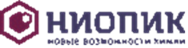 НИОПИК
НОВЫЕ ВОЗМОЖНОСТИ ХИМИИ